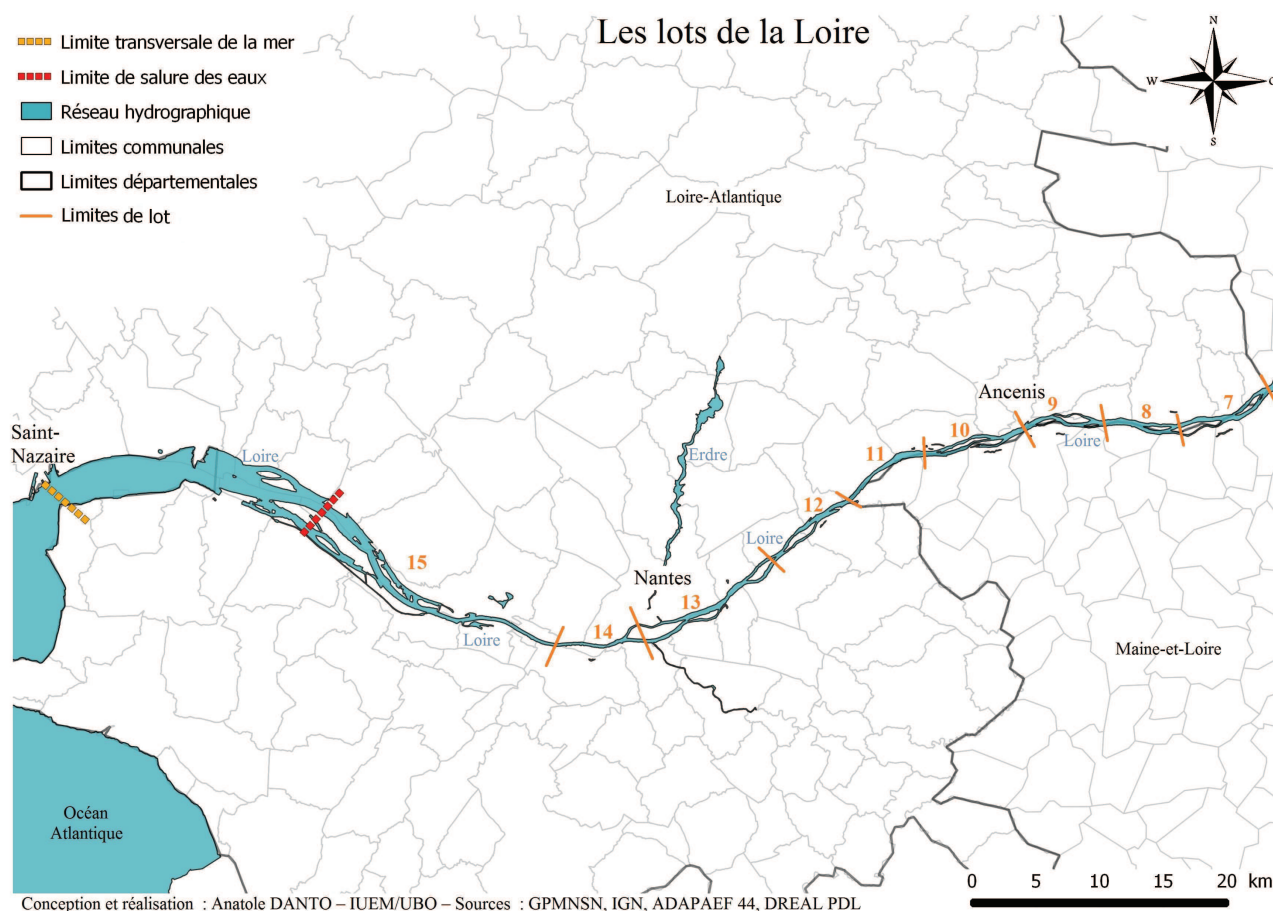 Les lots de la Loire
Limite transversale de la mer
Limite de salure des eaux
Réseau hydrographique
Limites communales
Limites départementales
Limites de lot
N
W
O
S
Loire-Atlantique
Ancenis
9
8
7
10
Loire
11
Saint-
Nazaire
Loire
Erdre
12
Loire
15
Nantes
13
14
Loire
Maine-et-Loire
Océan
Atlantique
0 5 10 20 km
Conception et réalisation : Anatole DANTO – IUEM/UBO – Sources : GPMNSN, IGN, ADAPAEF 44, DREAL PDL